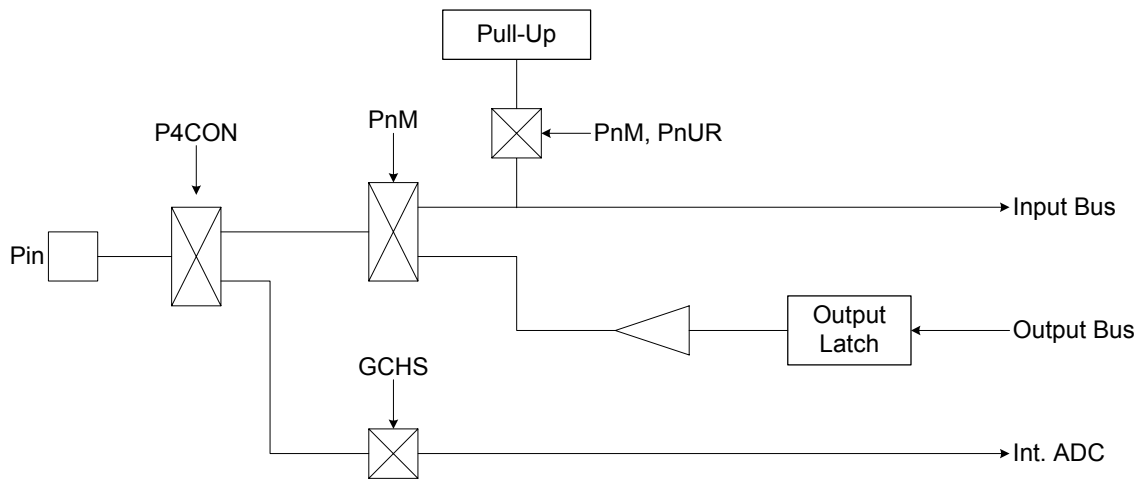 Pull-Up
P4CON
PnM
PnM, PnUR
Input Bus
Pin
Output
Latch
Output Bus
GCHS
Int. ADC